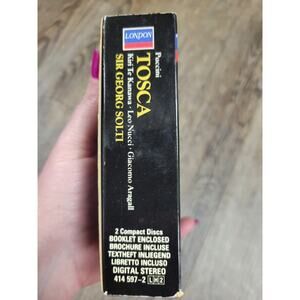 LONDON
Puccini
TOSCA
Kiri Te Kanawa · Leo Nucci · Giacomo Aragall
SIR GEORG SOLTI
2 Compact Discs
BOOKLET ENCLOSED
BROCHURE INCLUSE
TEXTHEFT INLIEGEND
LIBRETTO INCLUSO
DIGITAL STEREO
414 597-2 LH2